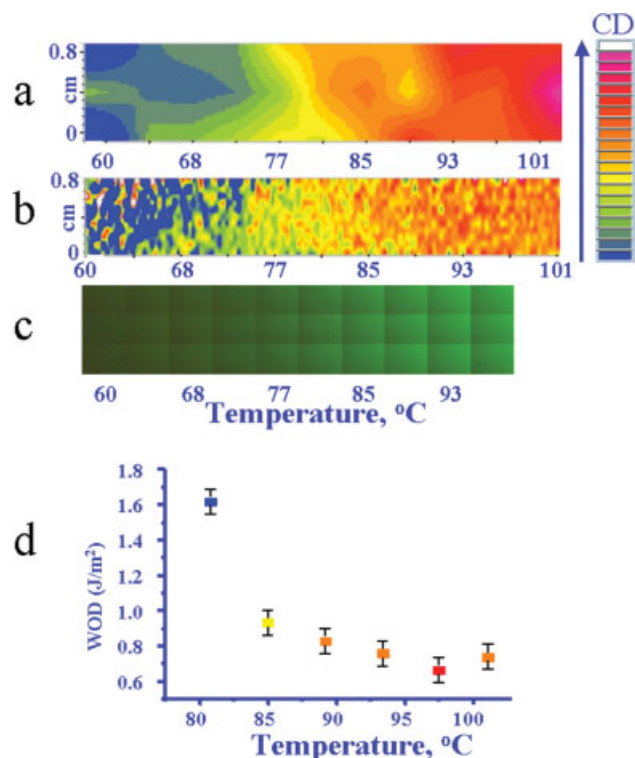 CD
a
0.8
cm
0
60 68 77 85 93 101
b
0.8
cm
0
60 68 77 85 93 101
c
60 68 77 85 93
Temperature, °C
d
WOD (J/m²)
1.8
1.6
1.4
1.2
1.0
0.8
0.6
80 85 90 95 100
Temperature, °C